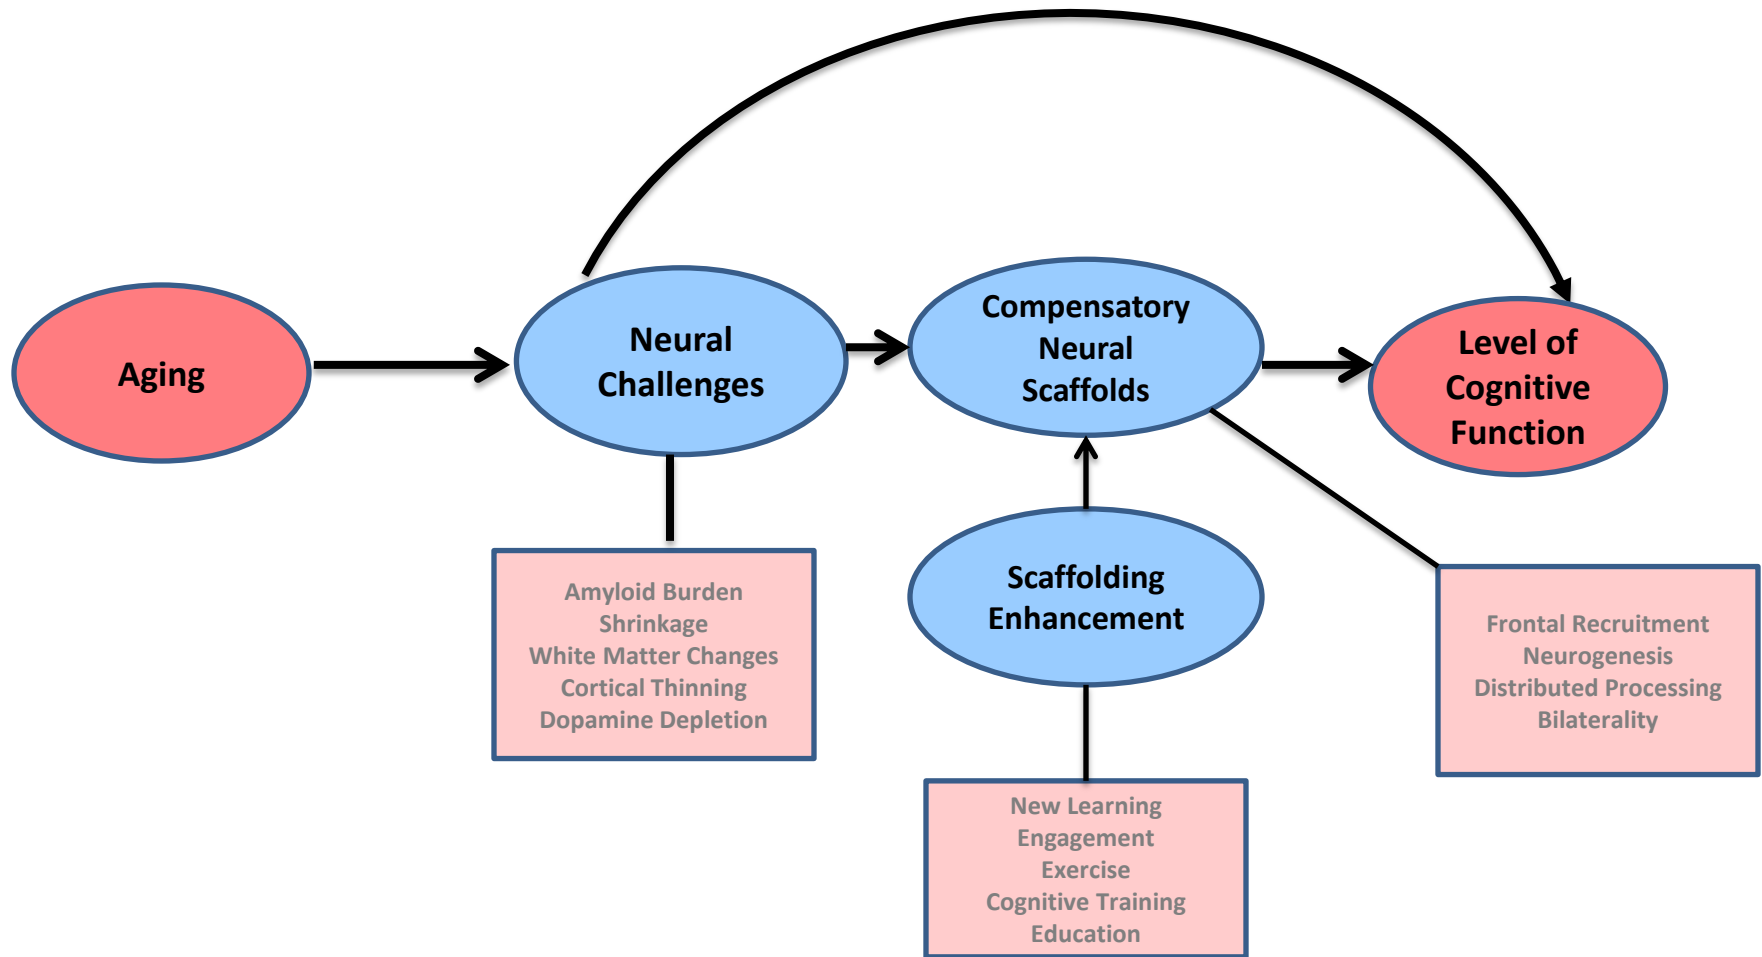 Aging
Neural
Challenges
Compensatory
Neural
Scaffolds
Level of
Cognitive
Function
Amyloid Burden
Shrinkage
White Matter Changes
Cortical Thinning
Dopamine Depletion
Scaffolding
Enhancement
Frontal Recruitment
Neurogenesis
Distributed Processing
Bilaterality
New Learning
Engagement
Exercise
Cognitive Training
Education